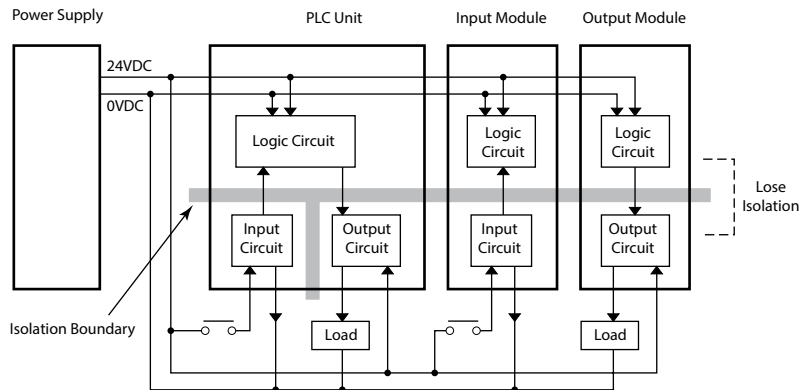 Power Supply
PLC Unit
Input Module
Output Module
24VDC
0VDC
Logic Circuit
Logic
Circuit
Logic
Circuit
Lose
Isolation
Input
Circuit
Output
Circuit
Input
Circuit
Output
Circuit
Isolation Boundary
Load
Load